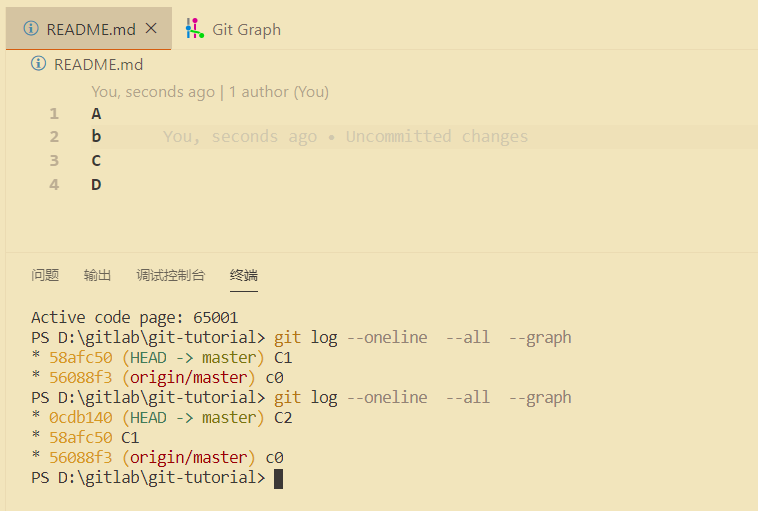 README.md × Git Graph
README.md
You, seconds ago | 1 author (You)
1 A
2 b You, seconds ago • Uncommitted changes
3 C
4 D
问题 输出 调试控制台 终端
Active code page: 65001
PS D:\gitlab\git-tutorial> git log --oneline --all --graph
* 58afc50 (HEAD -> master) C1
* 56088f3 (origin/master) c0
PS D:\gitlab\git-tutorial> git log --oneline --all --graph
* 0cdb140 (HEAD -> master) C2
* 58afc50 C1
* 56088f3 (origin/master) c0
PS D:\gitlab\git-tutorial>